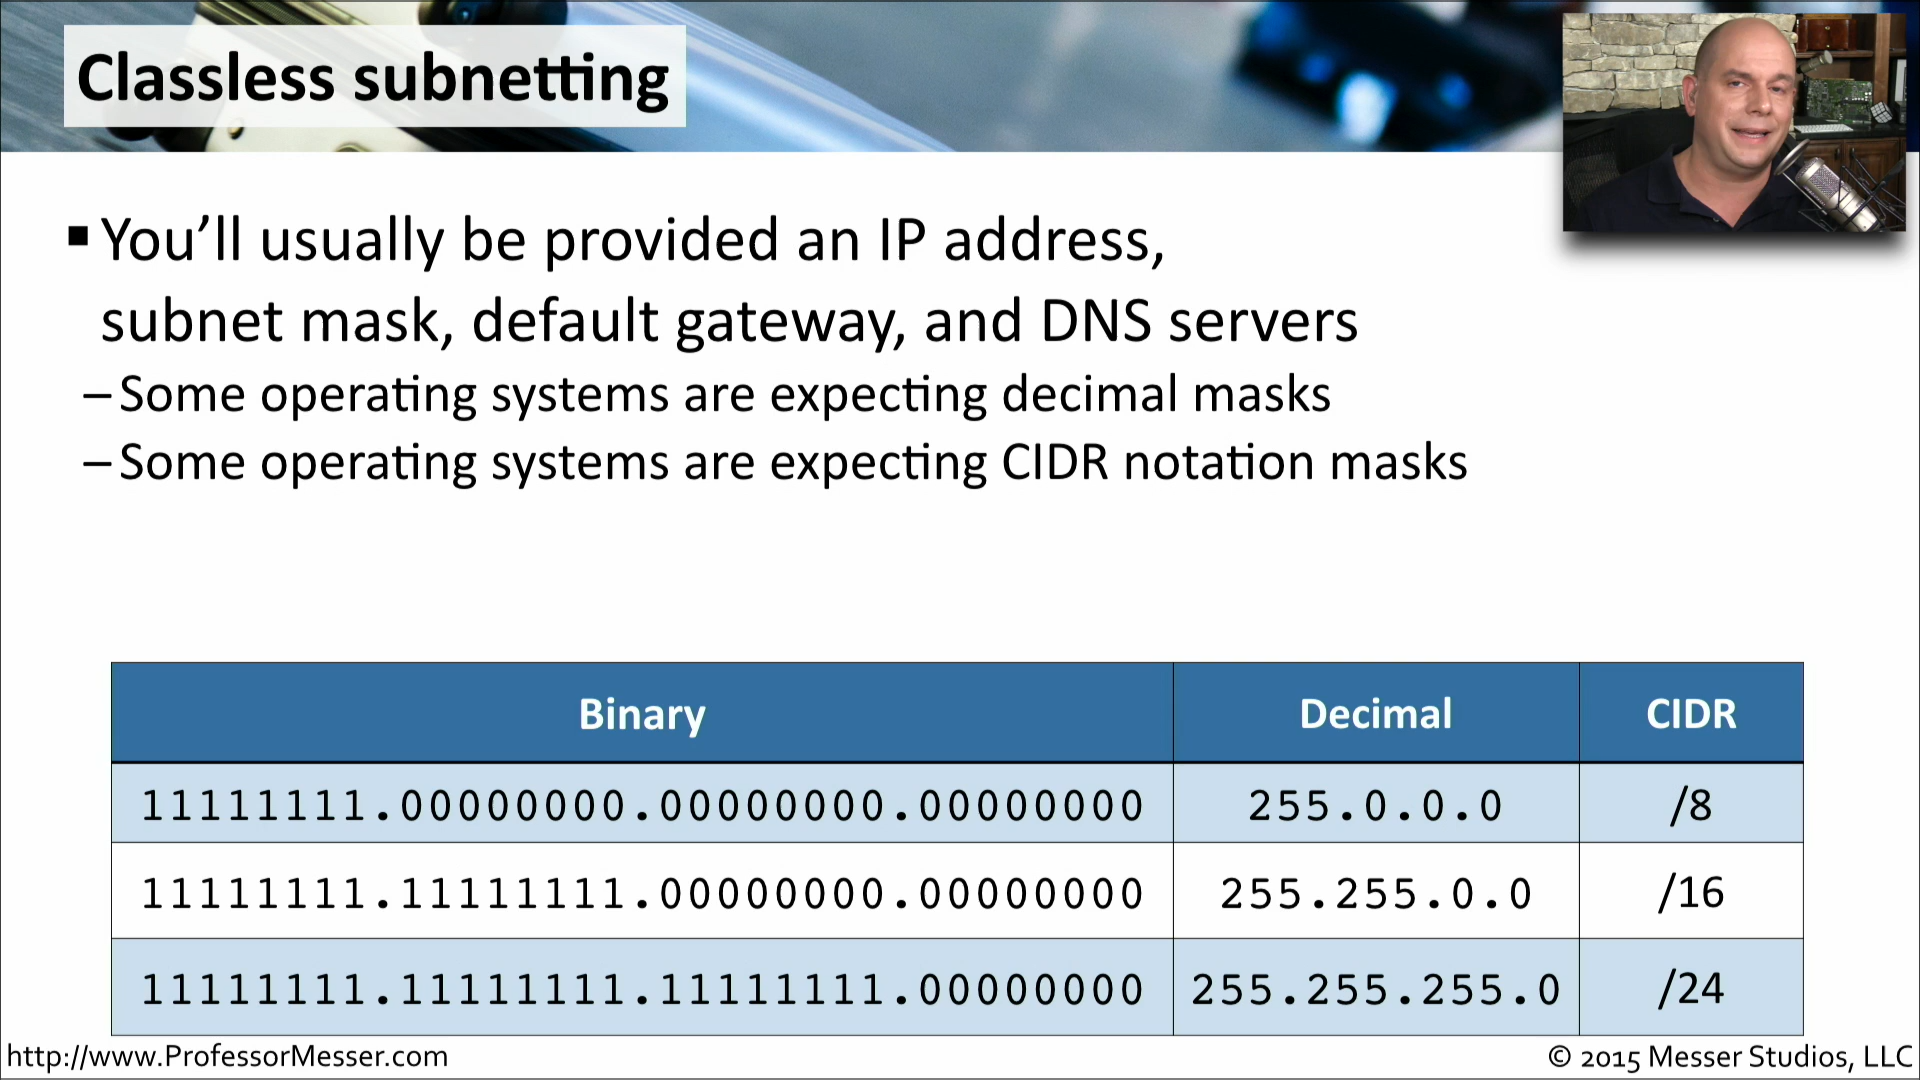 Classless subnetting
▪ You’ll usually be provided an IP address,
subnet mask, default gateway, and DNS servers
– Some operating systems are expecting decimal masks
– Some operating systems are expecting CIDR notation masks
Binary Decimal CIDR
11111111.00000000.00000000.00000000 255.0.0.0 /8
11111111.11111111.00000000.00000000 255.255.0.0 /16
11111111.11111111.11111111.00000000 255.255.255.0 /24
http://www.ProfessorMesser.com © 2015 Messer Studios, LLC